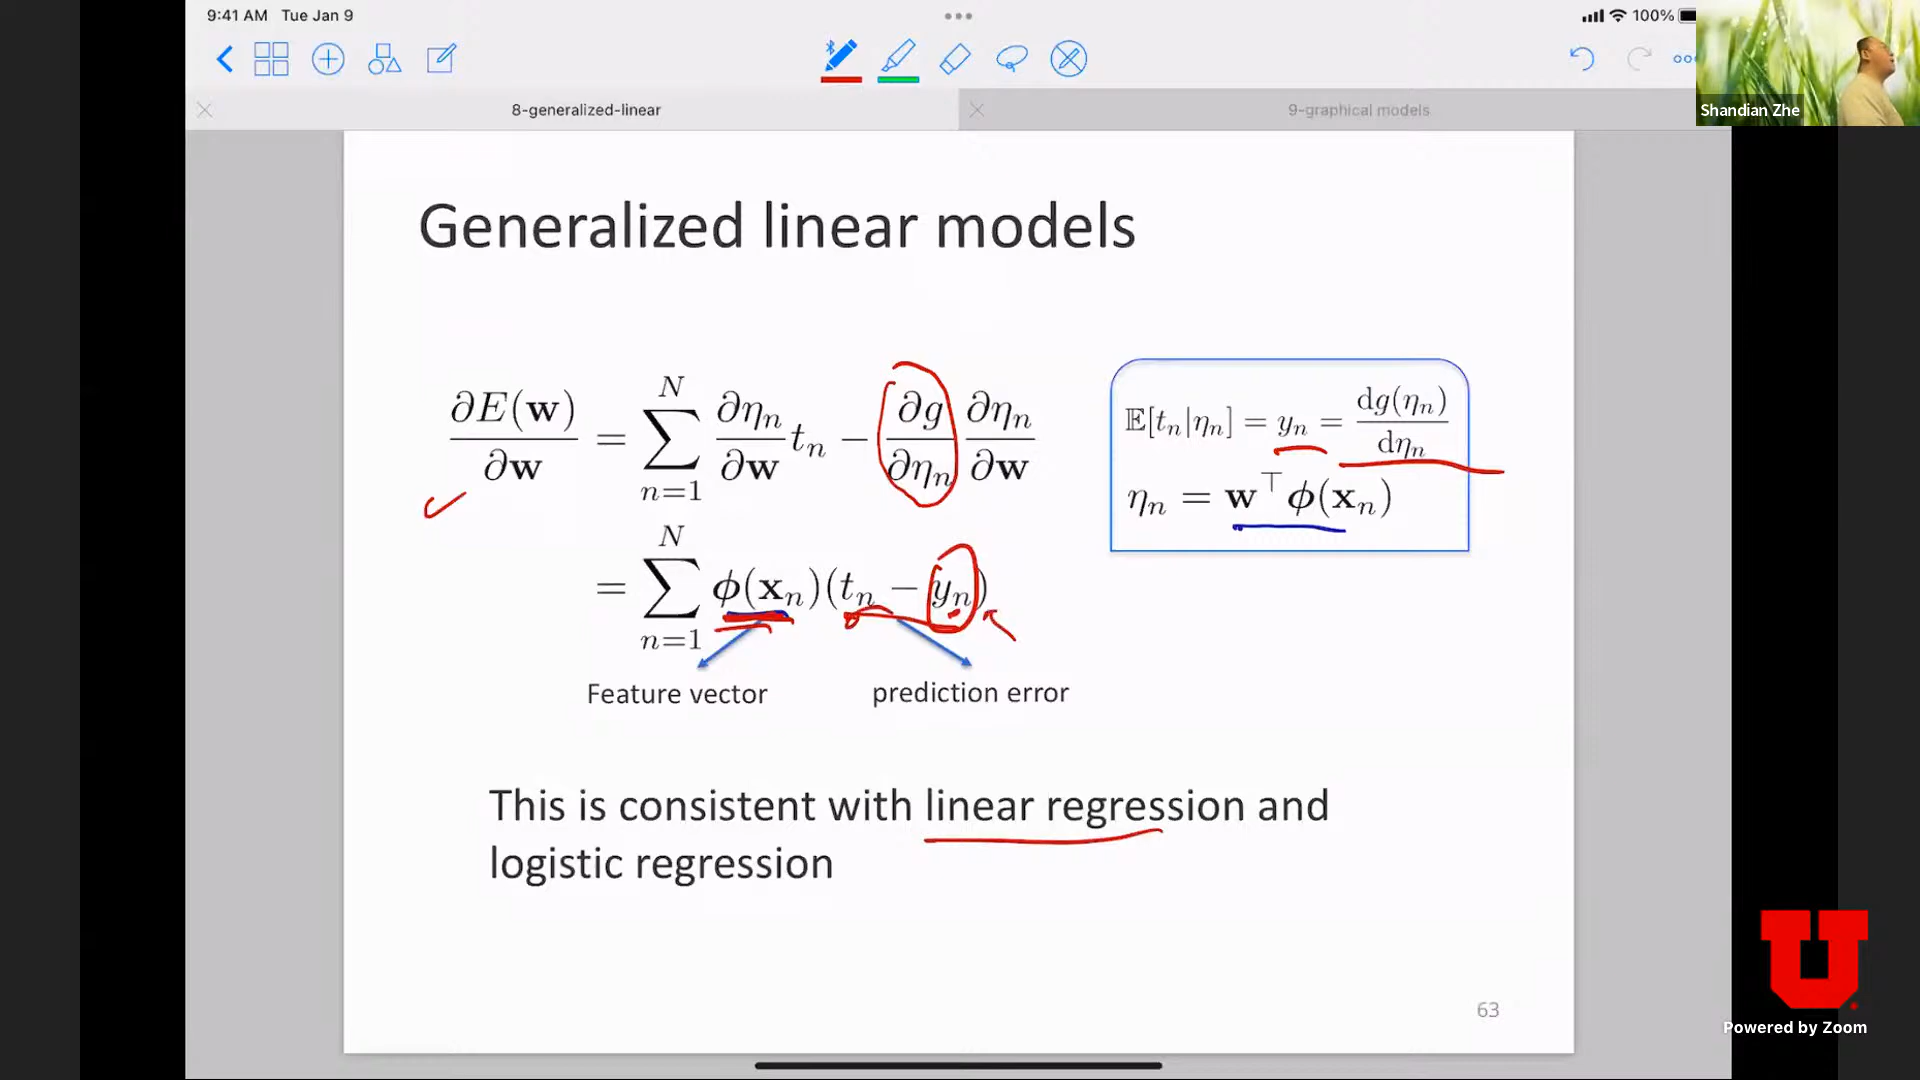 9:41 AM Tue Jan 9
100%
8-generalized-linear
9-graphical models
Shandian Zhe
Generalized linear models
∂E(w)/∂w = ∑_{n=1}^{N} ∂η_n/∂w t_n − ∂g/∂η_n ∂η_n/∂w
𝔼[t_n|η_n] = y_n = dg(η_n)/dη_n
η_n = w^⊤ϕ(x_n)
= ∑_{n=1}^{N} ϕ(x_n)(t_n − y_n)
Feature vector
prediction error
This is consistent with linear regression and
logistic regression
63
U
Powered by Zoom